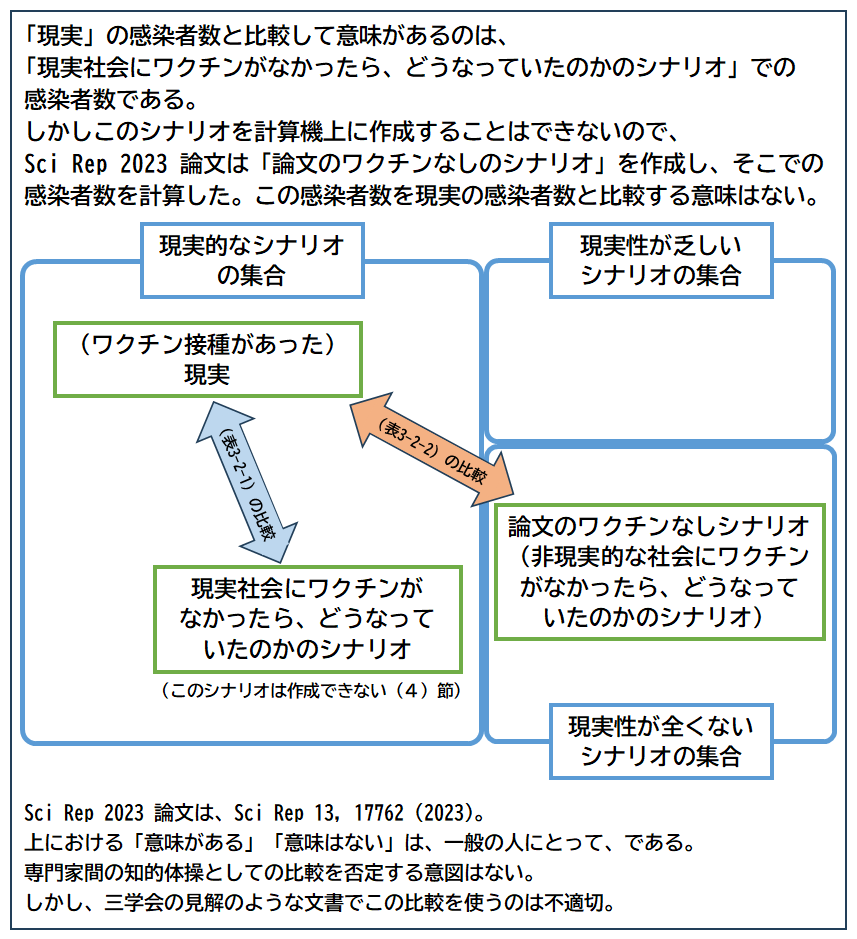 「現実」の感染者数と比較して意味があるのは、
「現実社会にワクチンがなかったら、どうなっていたのかのシナリオ」での
感染者数である。
しかしこのシナリオを計算機上に作成することはできないので、
Sci Rep 2023 論文は「論文のワクチンなしのシナリオ」を作成し、そこでの
感染者数を計算した。この感染者数を現実の感染者数と比較する意味はない。
現実的なシナリオ
の集合
現実性が乏しい
シナリオの集合
（ワクチン接種があった）
現実
（表3-2-1）の比較
（表3-2-2）の比較
論文のワクチンなしシナリオ
（非現実的な社会にワクチン
がなかったら、どうなって
いたのかのシナリオ）
現実社会にワクチンが
なかったら、どうなって
いたのかのシナリオ
（このシナリオは作成できない（４）節）
現実性が全くない
シナリオの集合
Sci Rep 2023 論文は、Sci Rep 13, 17762 (2023)。
上における「意味がある」「意味はない」は、一般の人にとって、である。
専門家間の知的体操としての比較を否定する意図はない。
しかし、三学会の見解のような文書でこの比較を使うのは不適切。